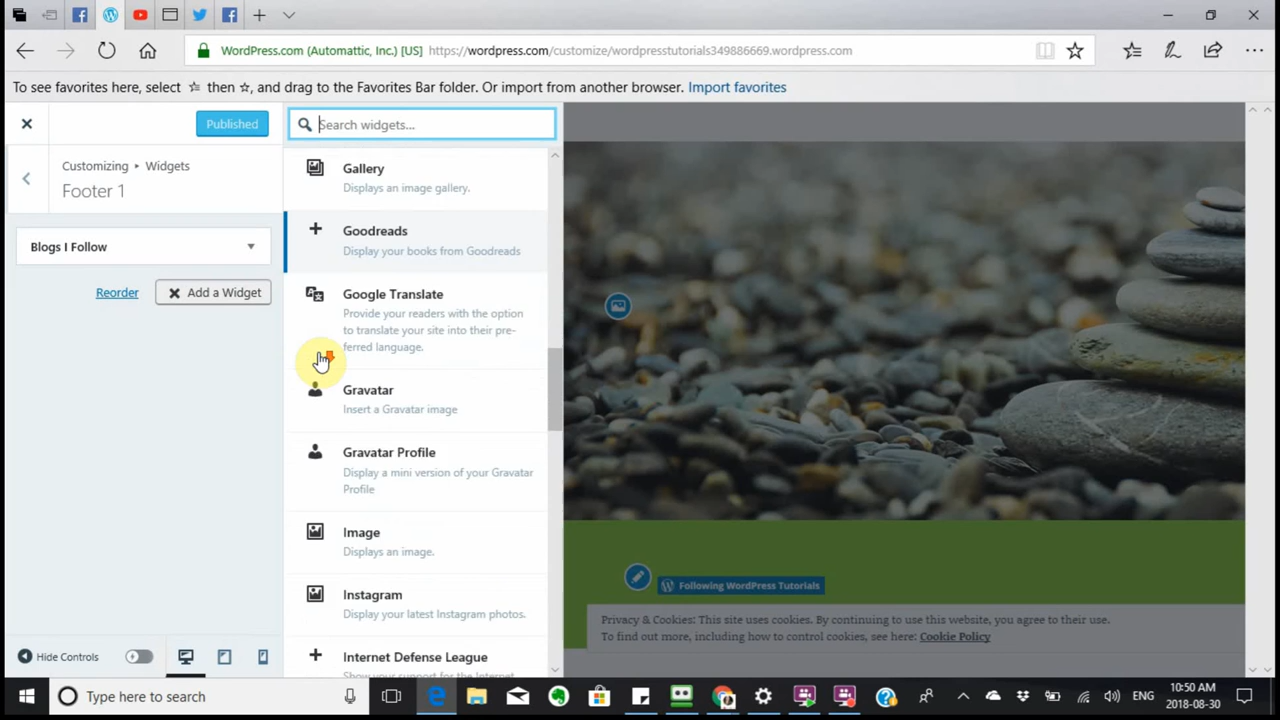 WordPress.com (Automattic, Inc.) [US] https://wordpress.com/customize/wordpresstutorials349886669.wordpress.com
To see favorites here, select ☆ then ☆, and drag to the Favorites Bar folder. Or import from another browser. Import favorites
Published
Search widgets...
Customizing ▸ Widgets
Footer 1
Blogs I Follow
Reorder
Add a Widget
Gallery
Displays an image gallery.
Goodreads
Display your books from Goodreads
Google Translate
Provide your readers with the option
to translate your site into their pre-
ferred language.
Gravatar
Insert a Gravatar image
Gravatar Profile
Display a mini version of your Gravatar
Profile
Image
Displays an image.
Instagram
Display your latest Instagram photos.
Internet Defense League
Show your support for the Internet
Following WordPress Tutorials
Privacy & Cookies: This site uses cookies. By continuing to use this website, you agree to their use.
To find out more, including how to control cookies, see here: Cookie Policy
Hide Controls
Type here to search
ENG
10:50 AM
2018-08-30